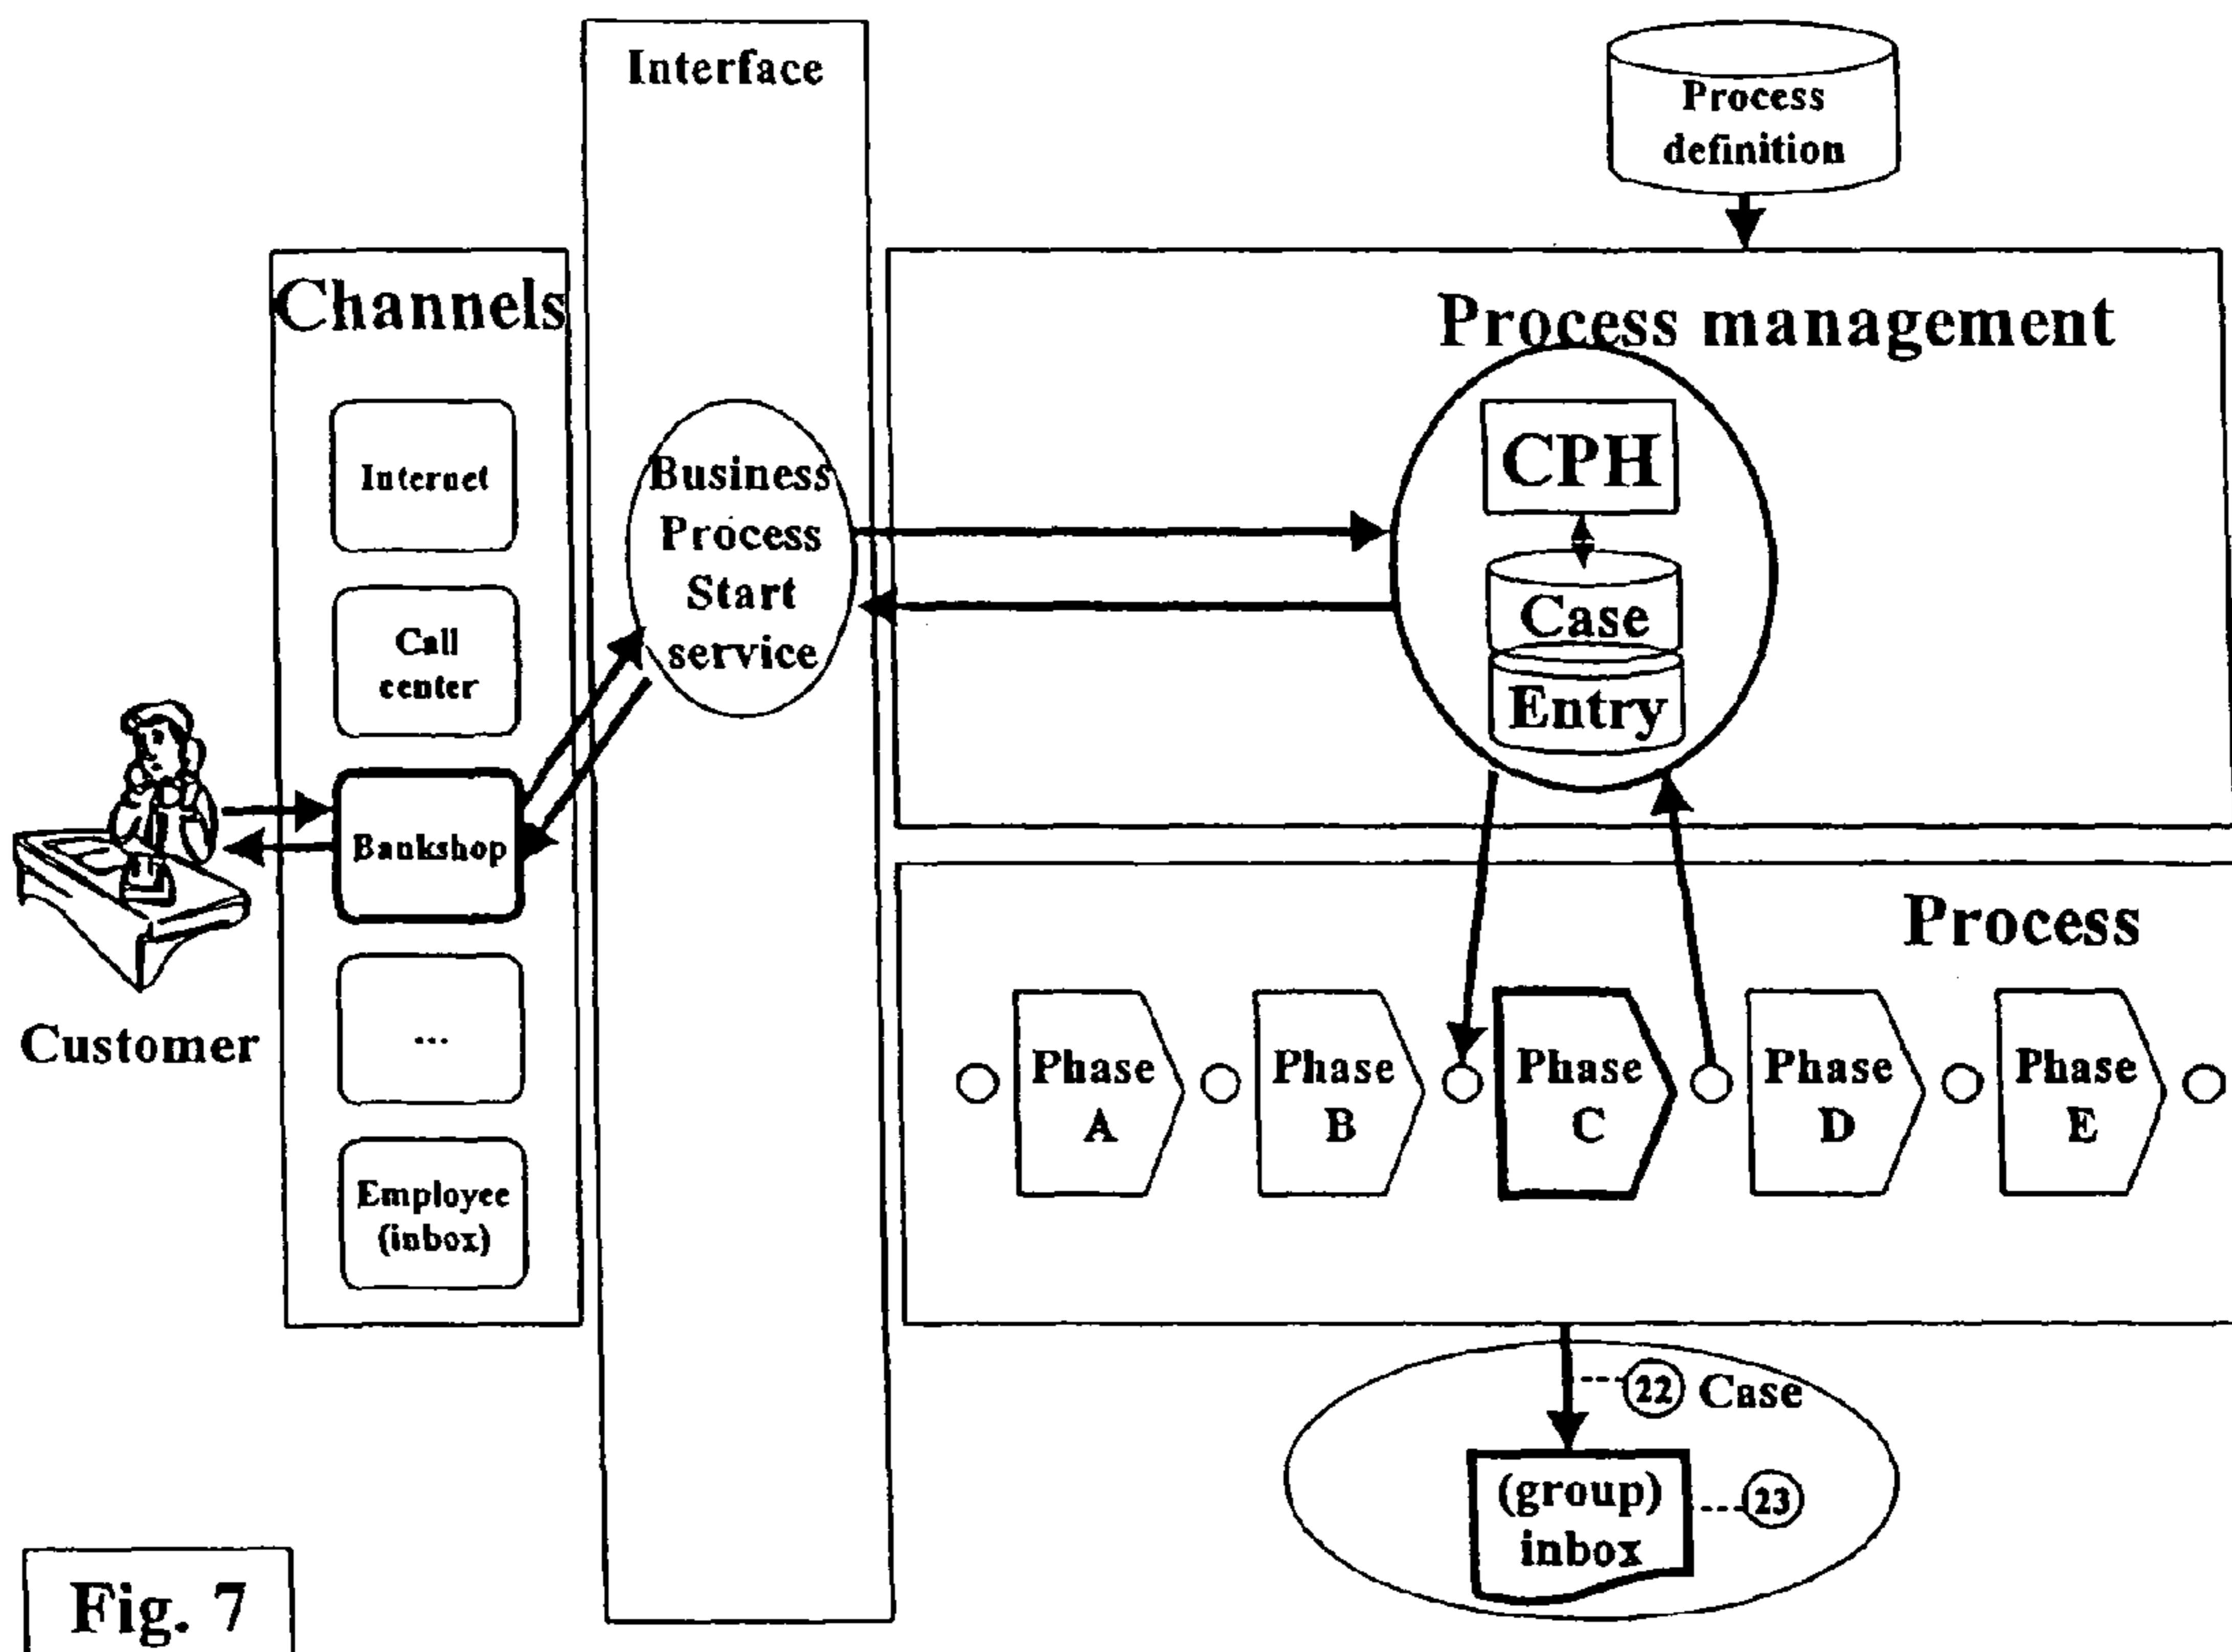 Interface
Process
definition
Channels
Process management
Internet
Business
Process
Start
service
CPH
Case
Entry
Call
center
Bankshop
Customer
...
Employee
(inbox)
Process
Phase
A
Phase
B
Phase
C
Phase
D
Phase
E
22 Case
(group)
inbox
23
Fig. 7